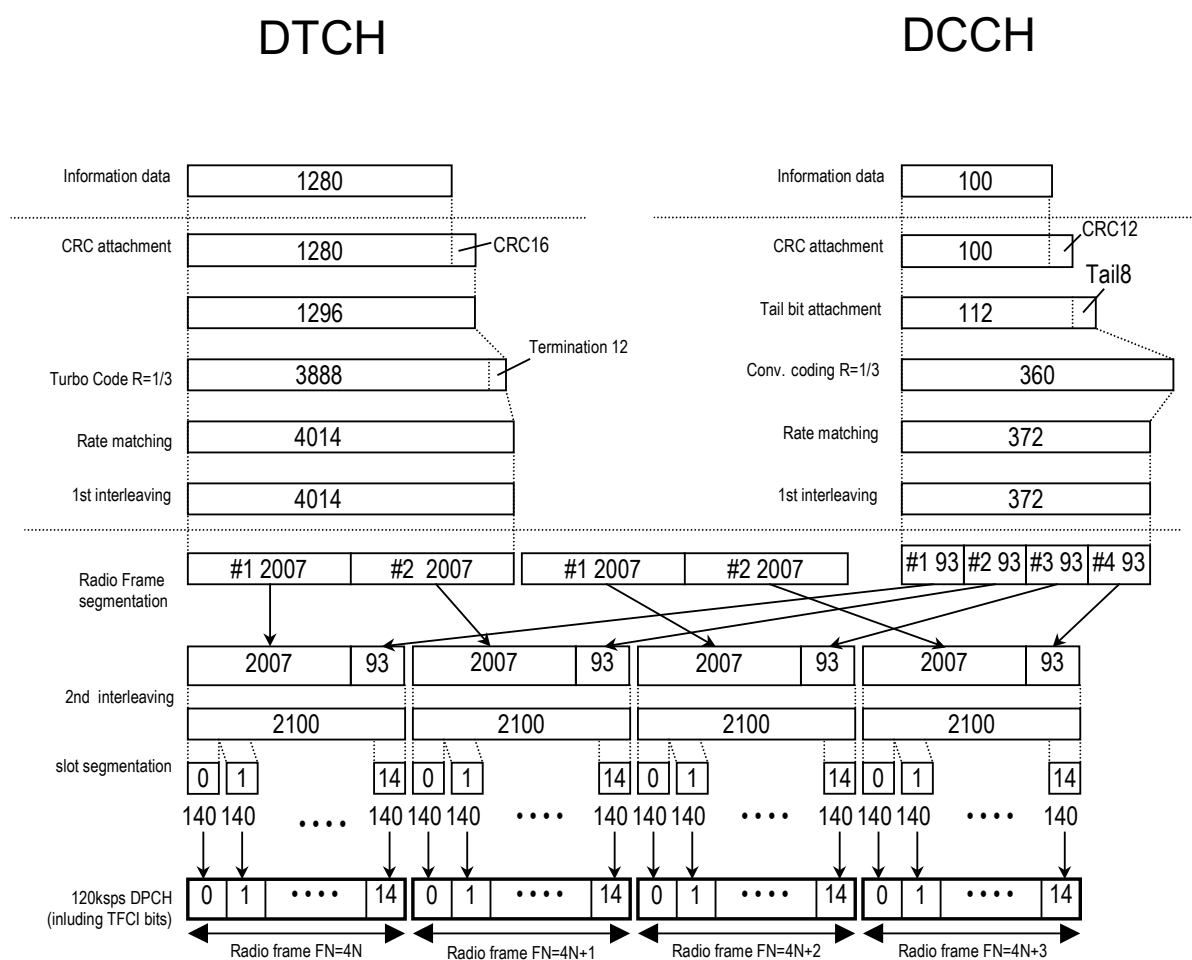 DTCH DCCH
Information data 1280 Information data 100
CRC attachment 1280 CRC16 CRC attachment 100 CRC12
1296 Tail bit attachment 112 Tail8
Turbo Code R=1/3 3888 Termination 12 Conv. coding R=1/3 360
Rate matching 4014 Rate matching 372
1st interleaving 4014 1st interleaving 372
Radio Frame segmentation #1 2007 #2 2007 #1 2007 #2 2007 #1 93 #2 93 #3 93 #4 93
2007 93 2007 93 2007 93 2007 93
2nd interleaving
2100 2100 2100 2100
slot segmentation 0 1 14 0 1 14 0 1 14 0 1 14
140 140 •••• 140 140 140 •••• 140 140 140 •••• 140 140 140 •••• 140
120ksps DPCH 0 1 •••• 14 0 1 •••• 14 0 1 •••• 14 0 1 •••• 14
(inluding TFCI bits)
Radio frame FN=4N Radio frame FN=4N+1 Radio frame FN=4N+2 Radio frame FN=4N+3